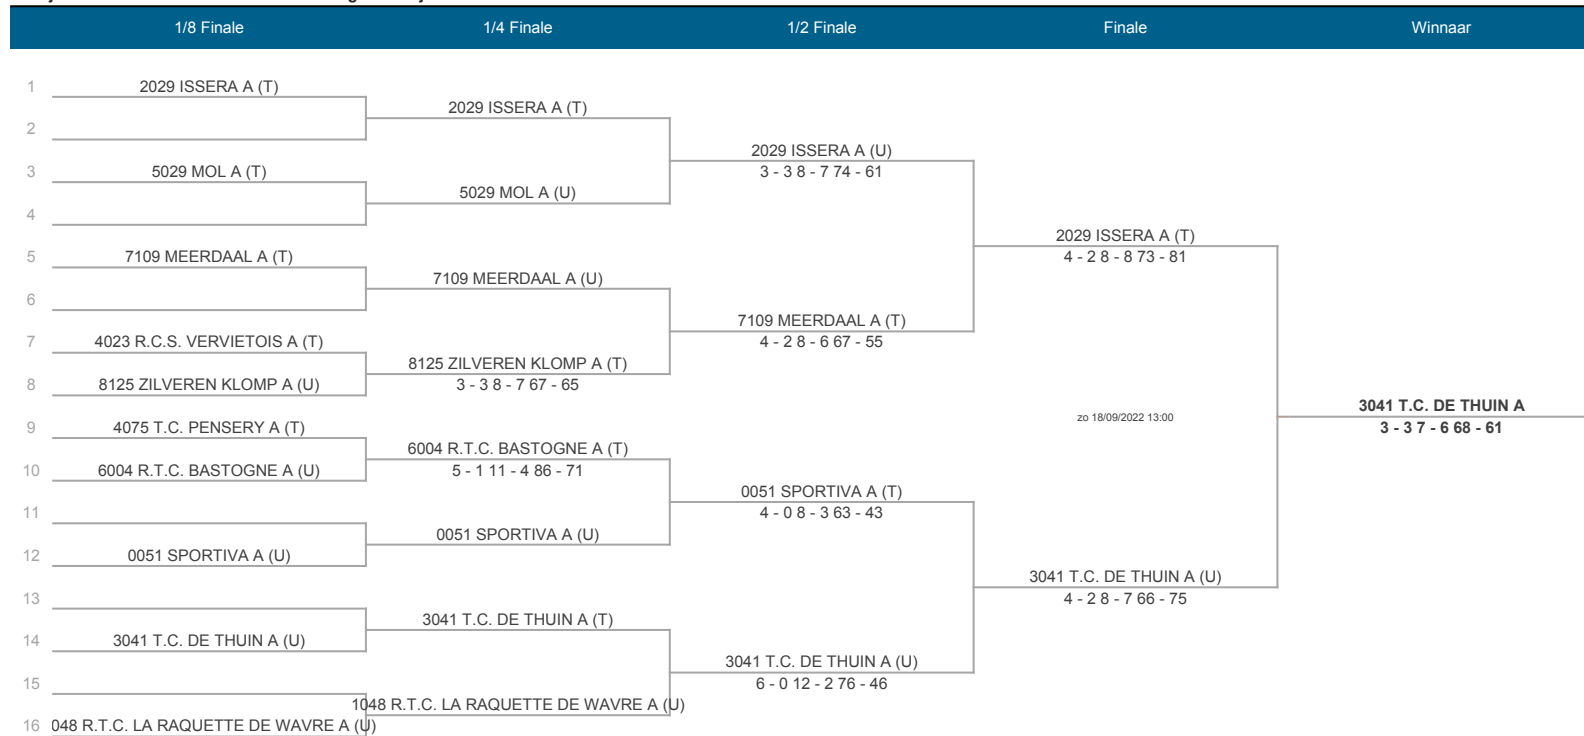 1/8 Finale 1/4 Finale 1/2 Finale Finale Winnaar
1 2029 ISSERA A (T)
2029 ISSERA A (T)
2
2029 ISSERA A (U)
3 5029 MOL A (T)
3 - 3 8 - 7 74 - 61
5029 MOL A (U)
4
2029 ISSERA A (T)
5 7109 MEERDAAL A (T)
4 - 2 8 - 8 73 - 81
7109 MEERDAAL A (U)
6
7109 MEERDAAL A (T)
7 4023 R.C.S. VERVIETOIS A (T)
4 - 2 8 - 6 67 - 55
8125 ZILVEREN KLOMP A (T)
8 8125 ZILVEREN KLOMP A (U)
3 - 3 8 - 7 67 - 65
3041 T.C. DE THUIN A
zo 18/09/2022 13:00
9 4075 T.C. PENSERY A (T)
3 - 3 7 - 6 68 - 61
6004 R.T.C. BASTOGNE A (T)
10 6004 R.T.C. BASTOGNE A (U)
5 - 1 11 - 4 86 - 71
0051 SPORTIVA A (T)
11
4 - 0 8 - 3 63 - 43
0051 SPORTIVA A (U)
12 0051 SPORTIVA A (U)
3041 T.C. DE THUIN A (U)
13
4 - 2 8 - 7 66 - 75
3041 T.C. DE THUIN A (T)
14 3041 T.C. DE THUIN A (U)
3041 T.C. DE THUIN A (U)
15
6 - 0 12 - 2 76 - 46
1048 R.T.C. LA RAQUETTE DE WAVRE A (U)
16 048 R.T.C. LA RAQUETTE DE WAVRE A (U)